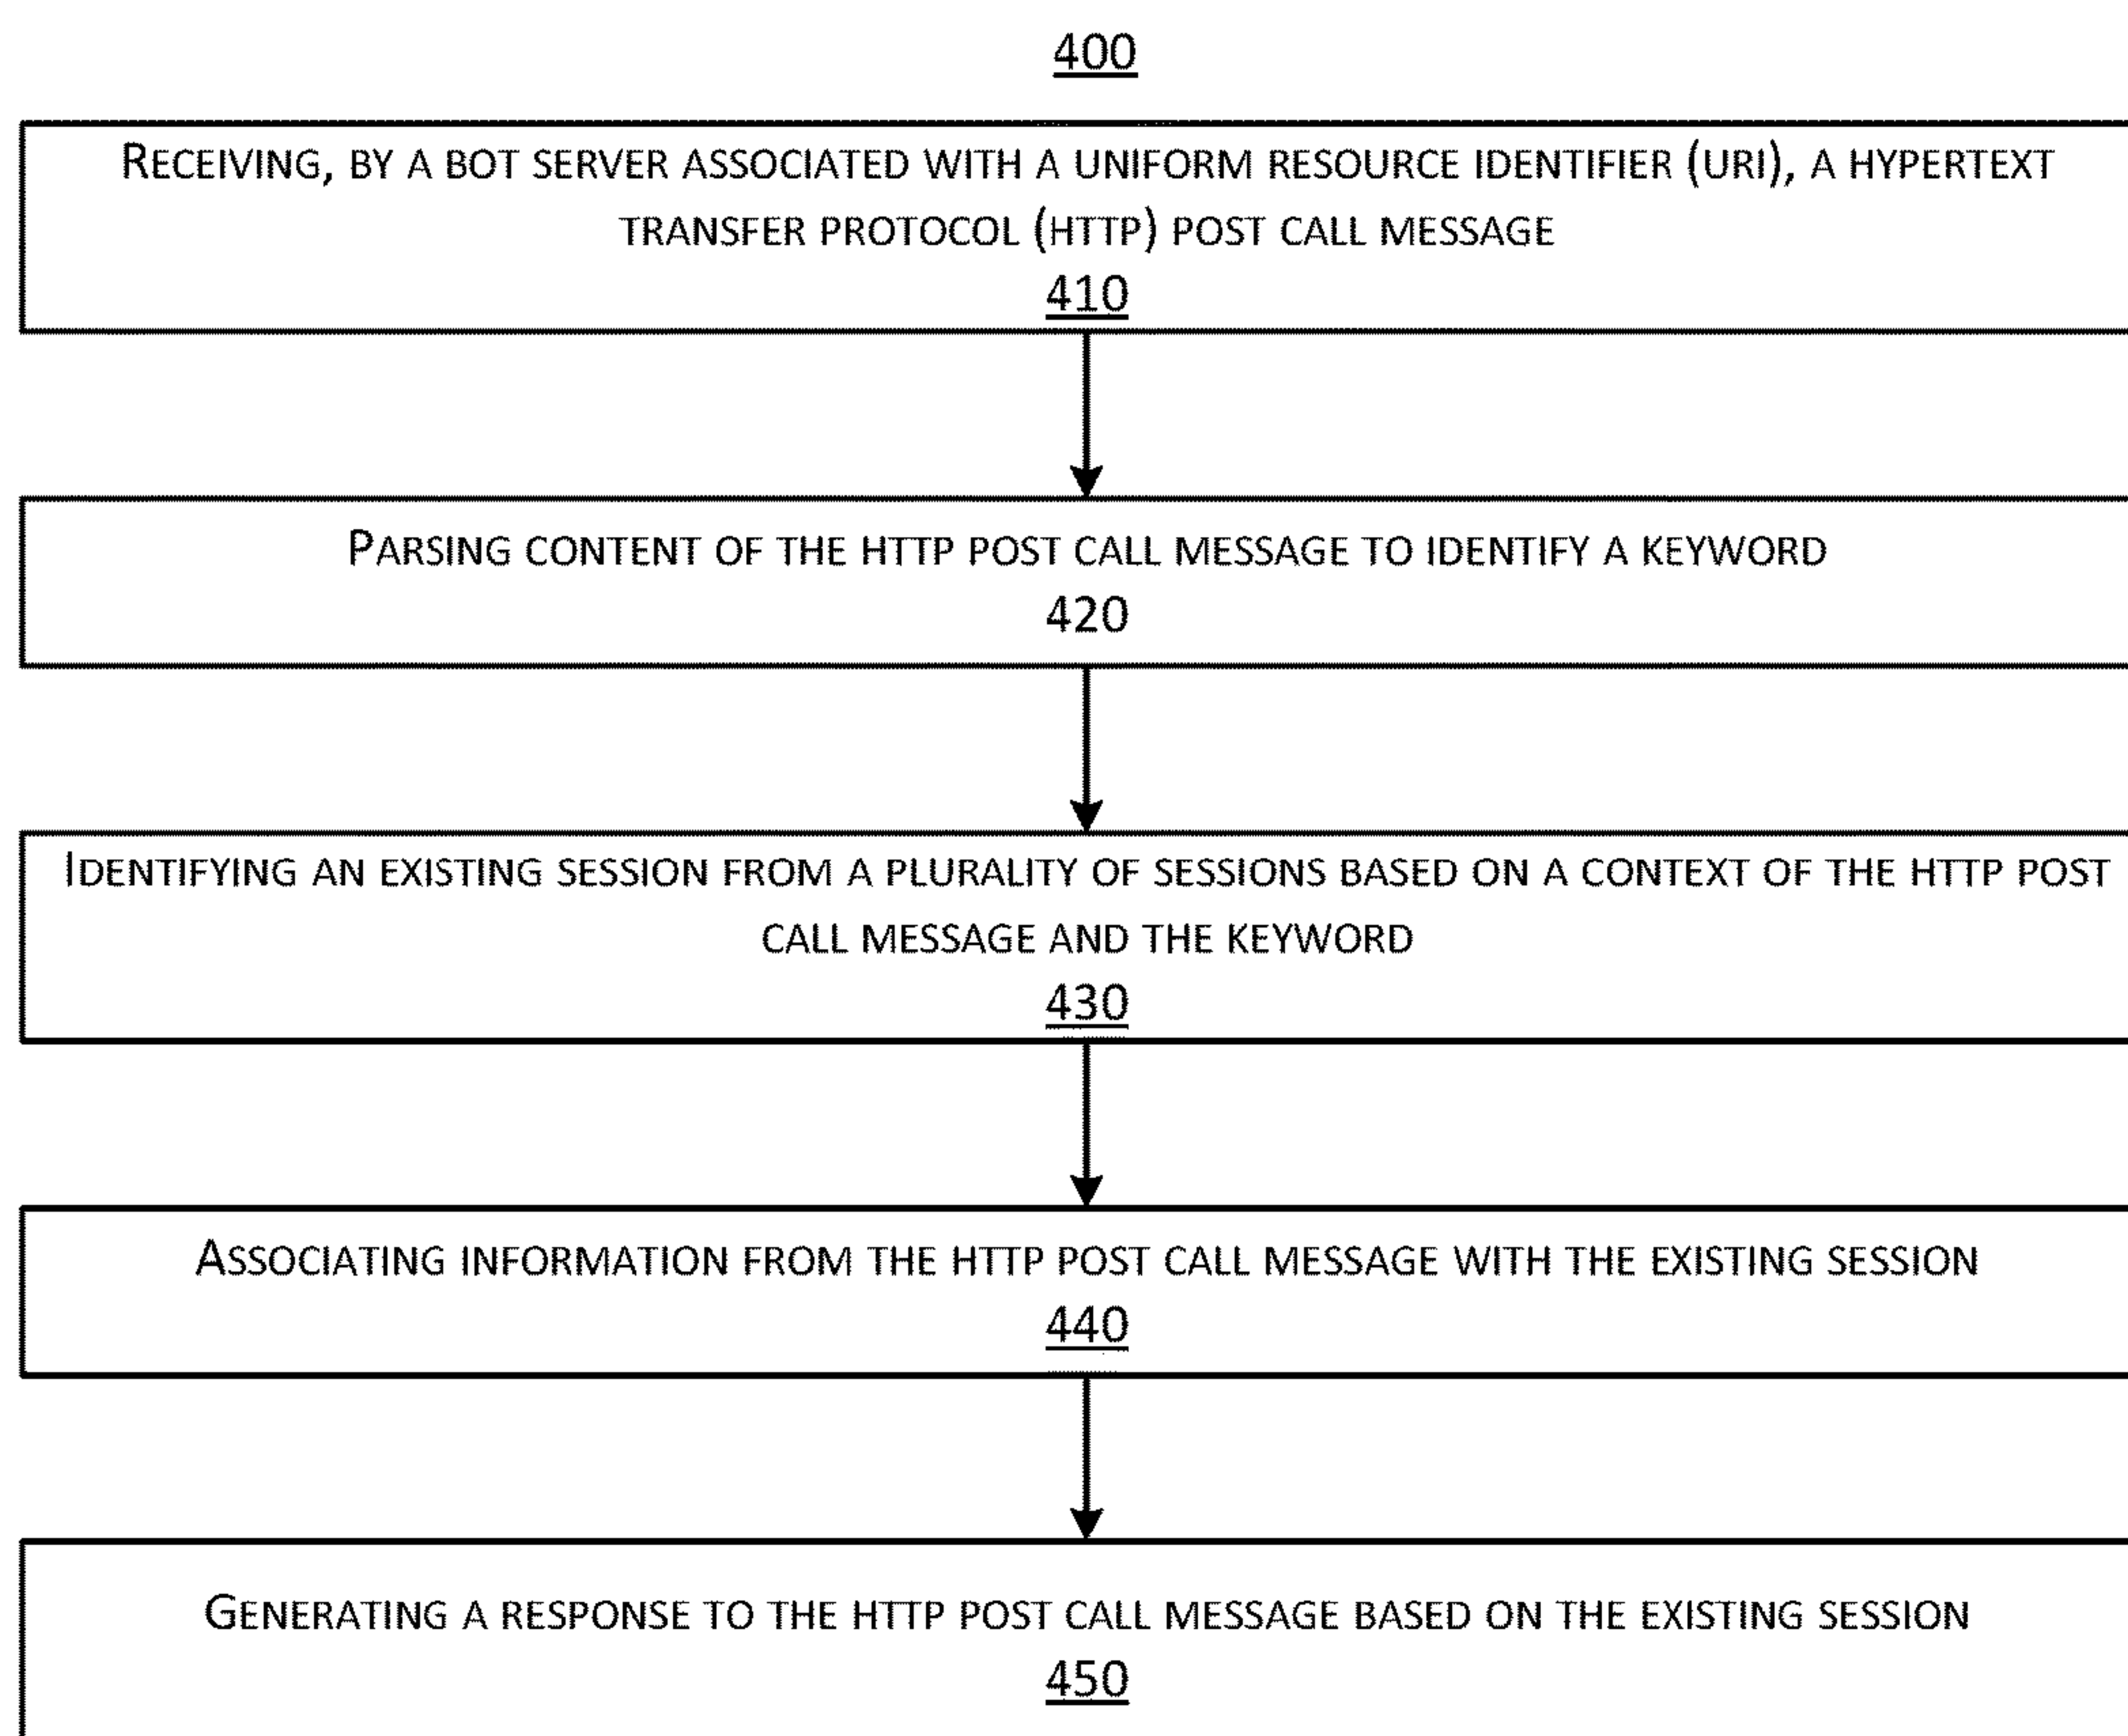 400
RECEIVING, BY A BOT SERVER ASSOCIATED WITH A UNIFORM RESOURCE IDENTIFIER (URI), A HYPERTEXT
TRANSFER PROTOCOL (HTTP) POST CALL MESSAGE
410
PARSING CONTENT OF THE HTTP POST CALL MESSAGE TO IDENTIFY A KEYWORD
420
IDENTIFYING AN EXISTING SESSION FROM A PLURALITY OF SESSIONS BASED ON A CONTEXT OF THE HTTP POST
CALL MESSAGE AND THE KEYWORD
430
ASSOCIATING INFORMATION FROM THE HTTP POST CALL MESSAGE WITH THE EXISTING SESSION
440
GENERATING A RESPONSE TO THE HTTP POST CALL MESSAGE BASED ON THE EXISTING SESSION
450